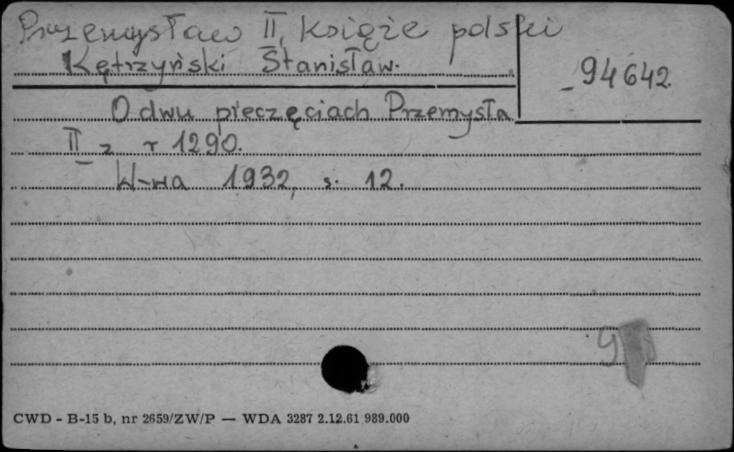 Przemysław II, książe polski
Kętrzyński Stanisław.
94642
O dwu pieczęciach Przemysła
II z r 1290.
W-wa 1932, s. 12.
CWD - B-15 b, nr 2659/ZW/P — WDA 3287 2.12.61 989.000